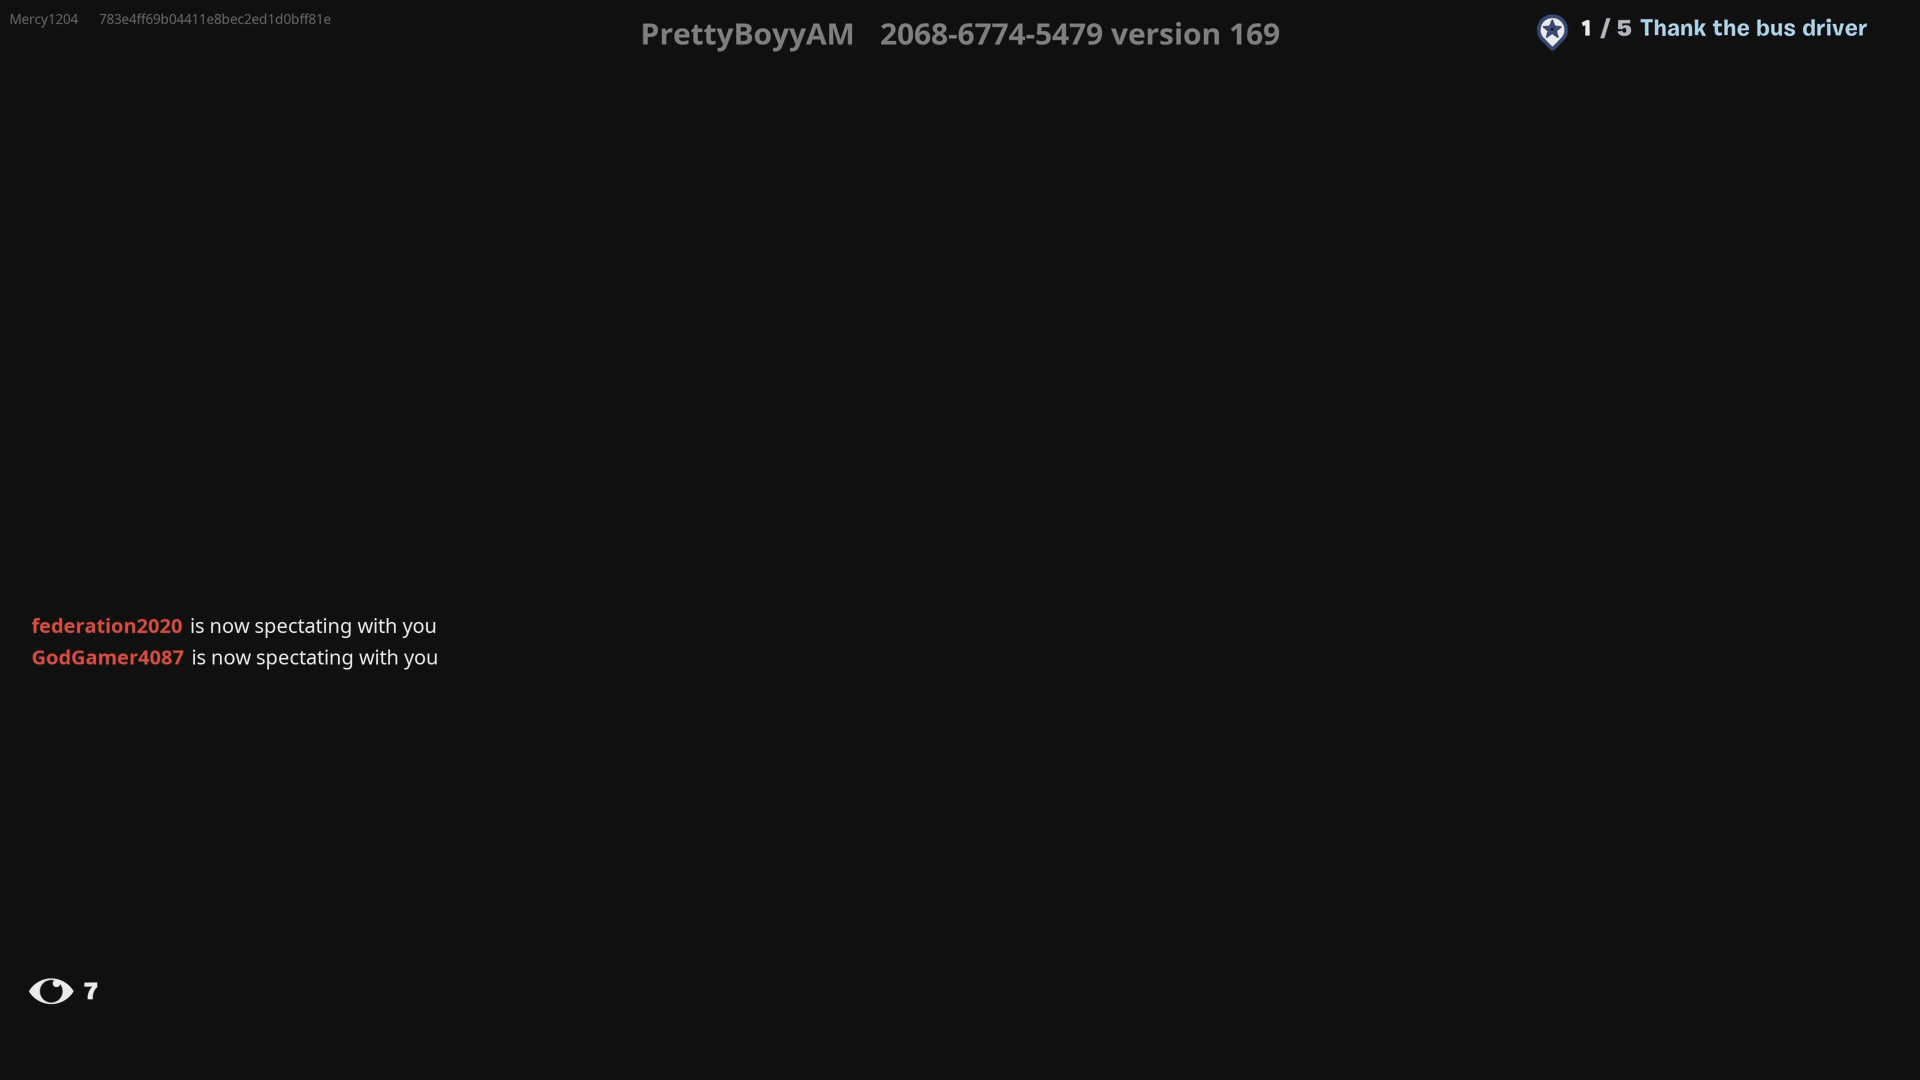 Mercy1204 783e4ff69b04411e8bec2ed1d0bff81e
PrettyBoyyAM 2068-6774-5479 version 169
1 / 5 Thank the bus driver
federation2020 is now spectating with you
GodGamer4087 is now spectating with you
7